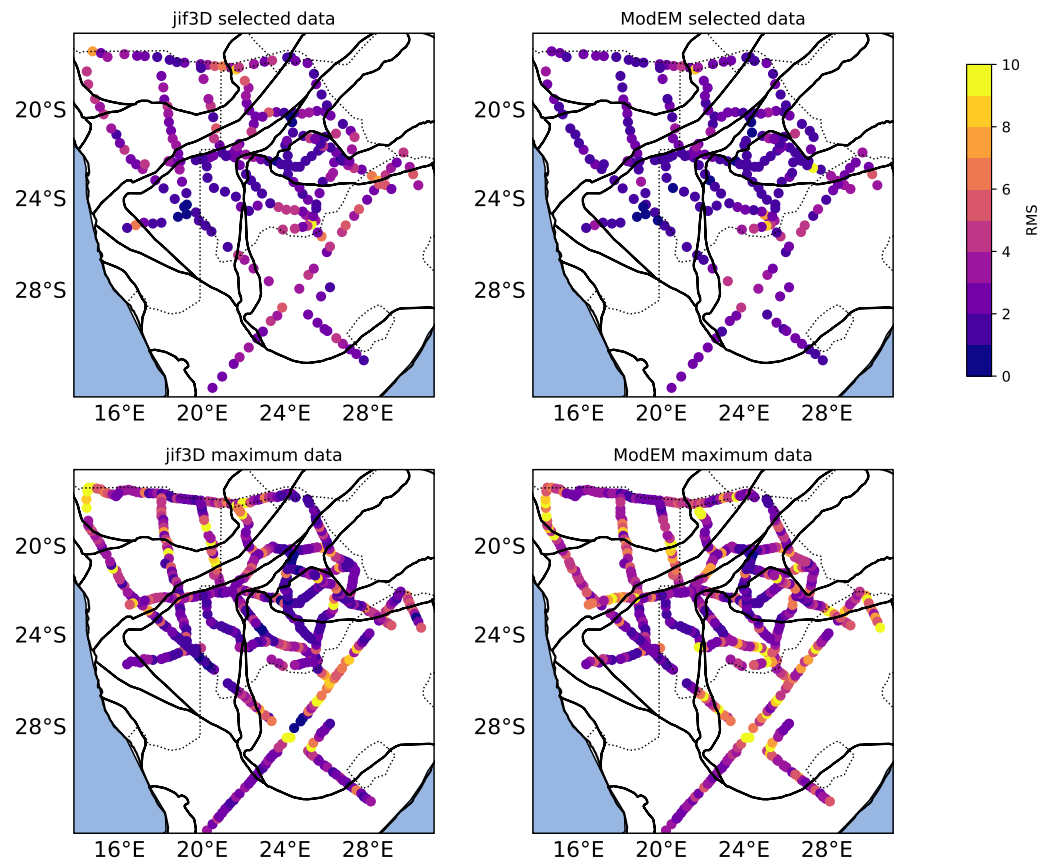 jif3D selected data
ModEM selected data
20°S
24°S
28°S
16°E 20°E 24°E 28°E
20°S
24°S
28°S
16°E 20°E 24°E 28°E
10
8
6
4
2
0
RMS
jif3D maximum data
ModEM maximum data
20°S
24°S
28°S
16°E 20°E 24°E 28°E
20°S
24°S
28°S
16°E 20°E 24°E 28°E